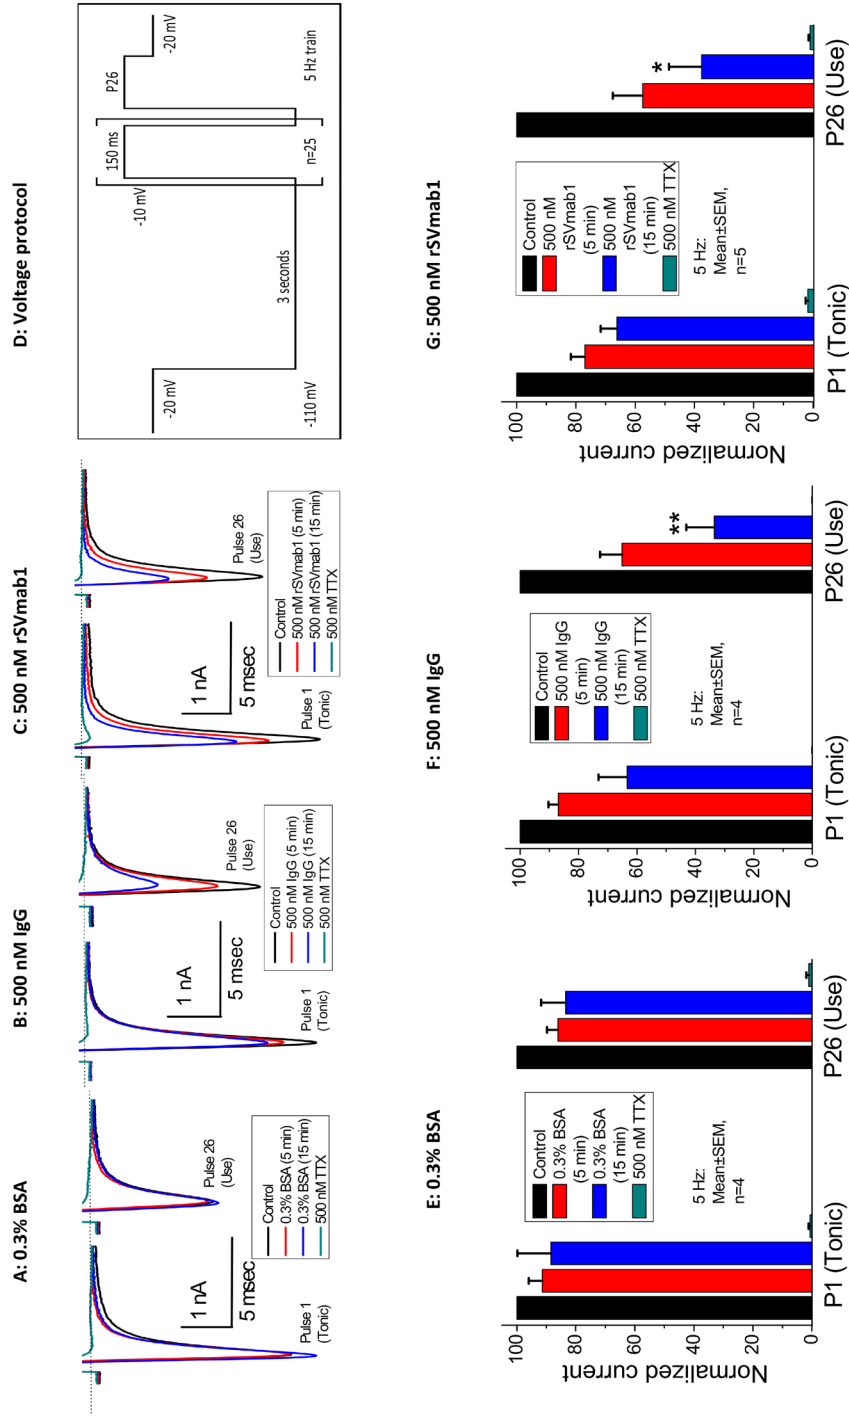 A: 0.3% BSA
1 nA
5 msec
Pulse 1
(Tonic)
Pulse 26
(Use)
Control
0.3% BSA (5 min)
0.3% BSA (15 min)
500 nM TTX
B: 500 nM IgG
1 nA
5 msec
Pulse 1
(Tonic)
Pulse 26
(Use)
Control
500 nM IgG (5 min)
500 nM IgG (15 min)
500 nM TTX
C: 500 nM rSVmab1
1 nA
5 msec
Pulse 1
(Tonic)
Pulse 26
(Use)
Control
500 nM rSVmab1 (5 min)
500 nM rSVmab1 (15 min)
500 nM TTX
D: Voltage protocol
-20 mV
-110 mV
3 seconds
-10 mV
150 ms
n=25
P26
5 Hz train
-20 mV
E: 0.3% BSA
Normalized current
100
80
60
40
20
0
Control
0.3% BSA
(5 min)
0.3% BSA
(15 min)
500 nM TTX
5 Hz:
Mean±SEM,
n=4
P1 (Tonic)
P26 (Use)
F: 500 nM IgG
Normalized current
100
80
60
40
20
0
Control
500 nM IgG
(5 min)
500 nM IgG
(15 min)
500 nM TTX
5 Hz:
Mean±SEM,
n=4
**
P1 (Tonic)
P26 (Use)
G: 500 nM rSVmab1
Normalized current
100
80
60
40
20
0
Control
500 nM
rSVmab1
(5 min)
500 nM
rSVmab1
(15 min)
500 nM TTX
5 Hz:
Mean±SEM,
n=5
*
P1 (Tonic)
P26 (Use)